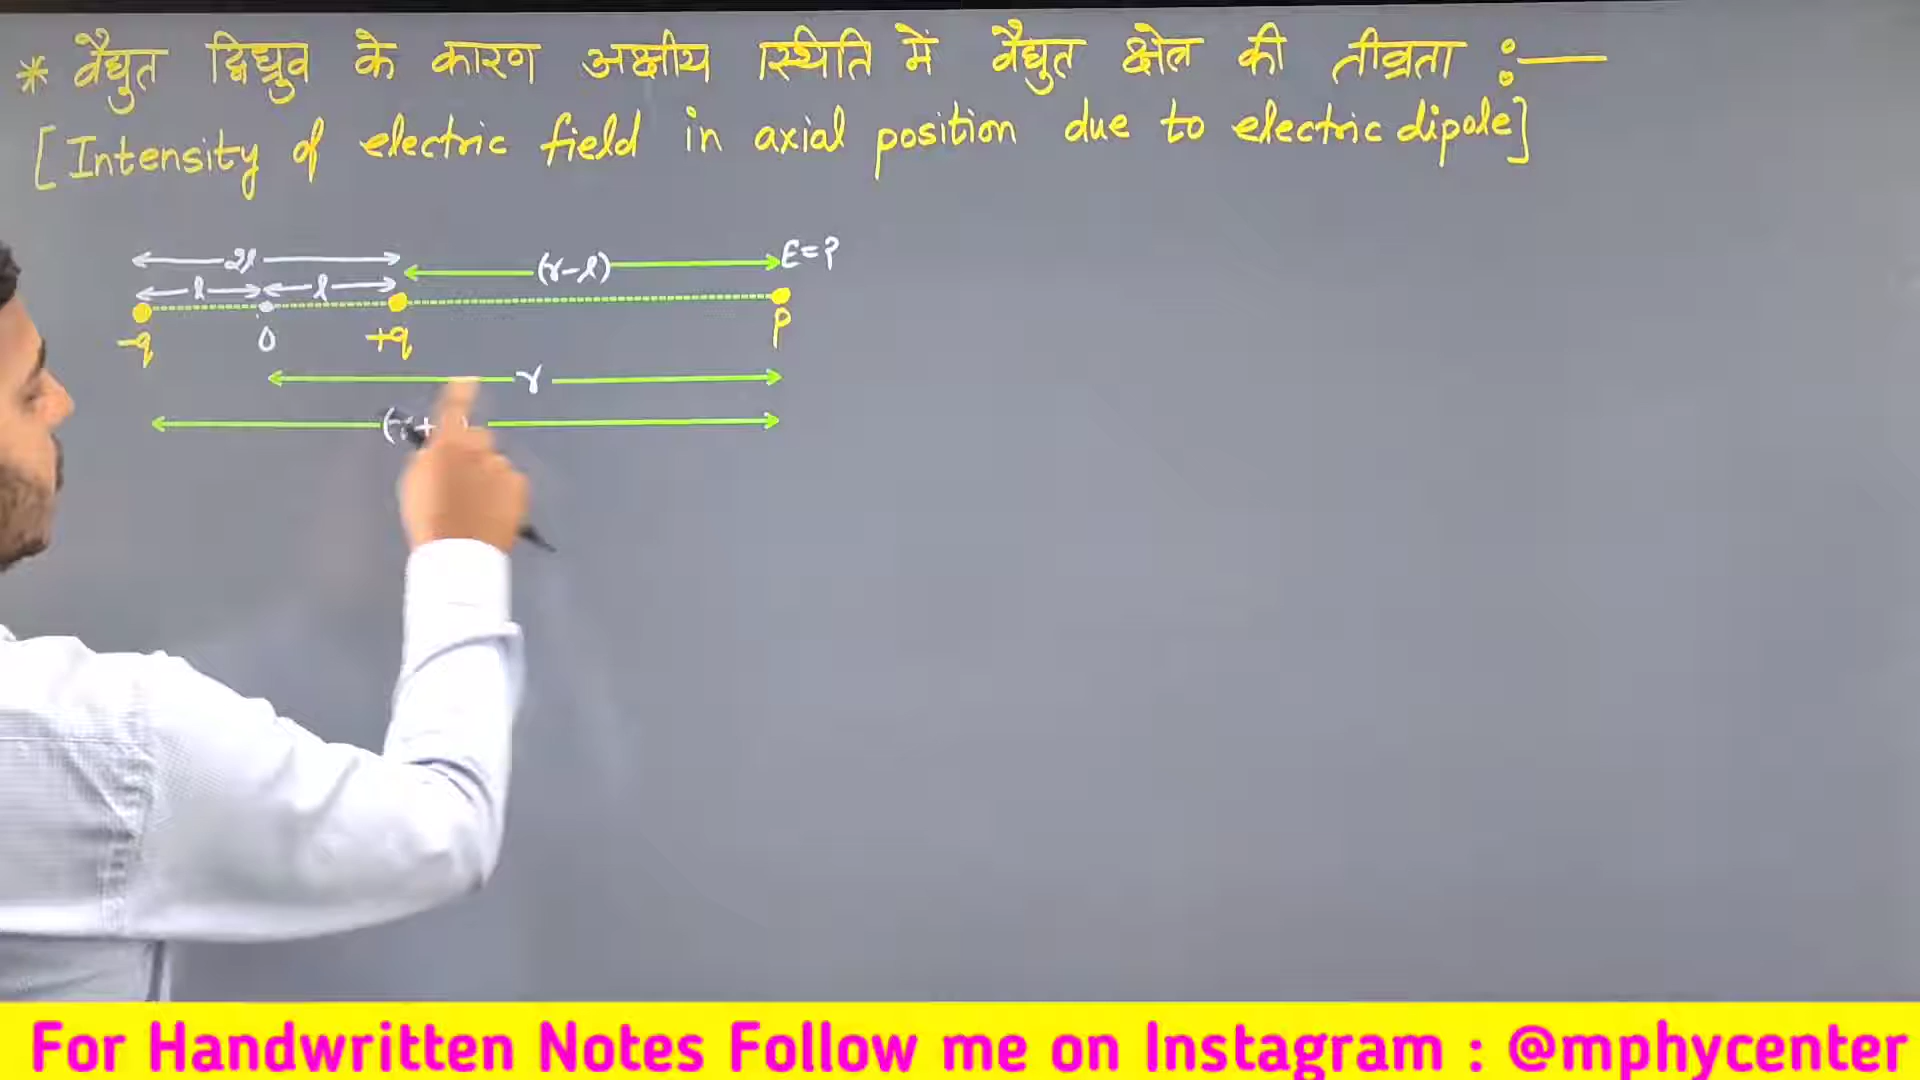 * वैद्युत द्विध्रुव के कारण अक्षीय स्थिति में वैद्युत क्षेत्र की तीव्रता :—
[Intensity of electric field in axial position due to electric dipole]
2l
(r-l)
E=?
l
l
-q
O
+q
P
r
For Handwritten Notes Follow me on Instagram : @mphycenter